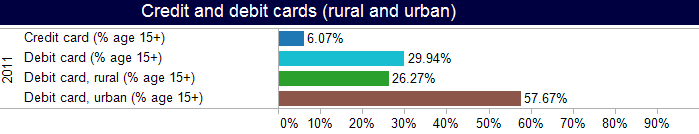 Credit and debit cards (rural and urban)
2011
Credit card (% age 15+) 6.07%
Debit card (% age 15+) 29.94%
Debit card, rural (% age 15+) 26.27%
Debit card, urban (% age 15+) 57.67%
0% 10% 20% 30% 40% 50% 60% 70% 80% 90%